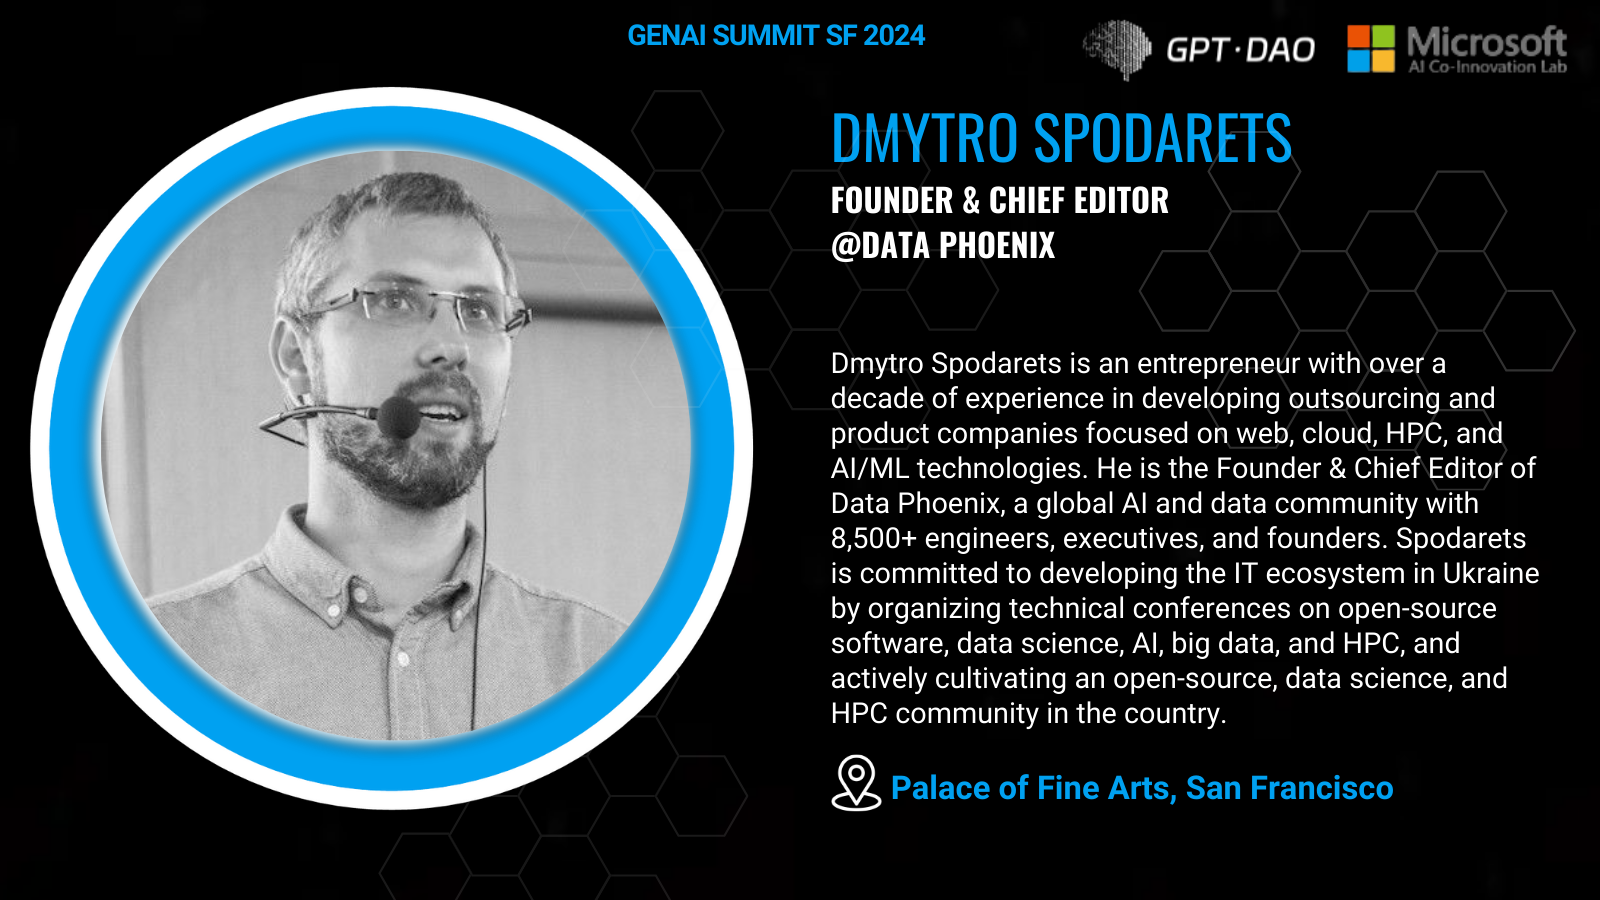 GENAI SUMMIT SF 2024
GPT·DAO
Microsoft
AI Co-Innovation Lab
DMYTRO SPODARETS
FOUNDER & CHIEF EDITOR
@DATA PHOENIX
Dmytro Spodarets is an entrepreneur with over a
decade of experience in developing outsourcing and
product companies focused on web, cloud, HPC, and
AI/ML technologies. He is the Founder & Chief Editor of
Data Phoenix, a global AI and data community with
8,500+ engineers, executives, and founders. Spodarets
is committed to developing the IT ecosystem in Ukraine
by organizing technical conferences on open-source
software, data science, AI, big data, and HPC, and
actively cultivating an open-source, data science, and
HPC community in the country.
Palace of Fine Arts, San Francisco